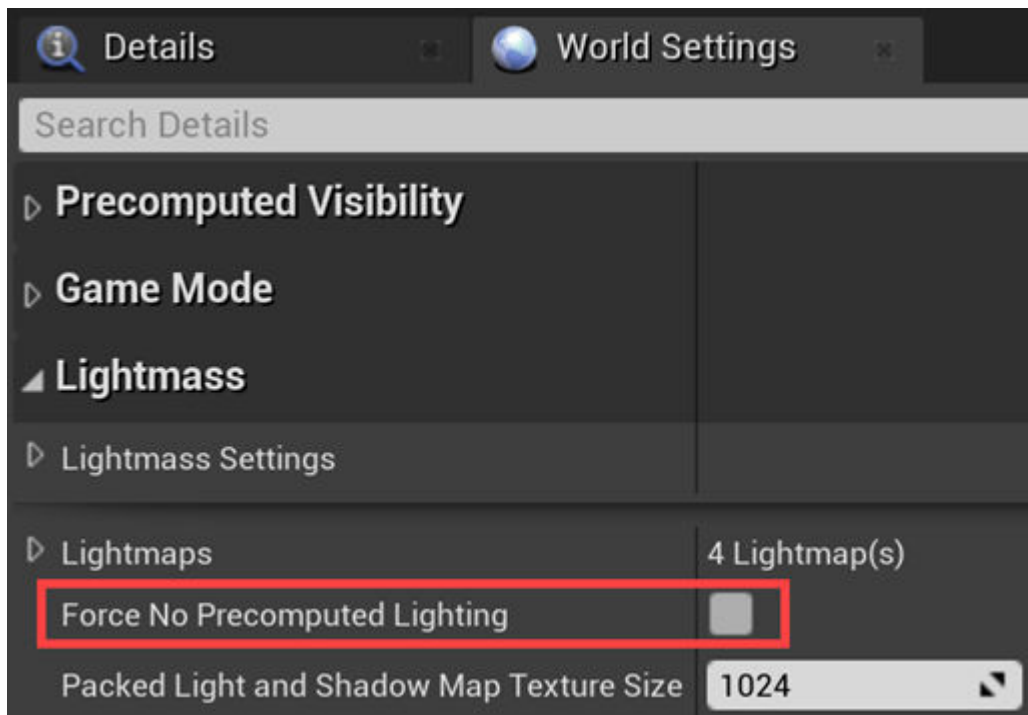 Details
World Settings
Search Details
Precomputed Visibility
Game Mode
Lightmass
Lightmass Settings
Lightmaps 4 Lightmap(s)
Force No Precomputed Lighting
Packed Light and Shadow Map Texture Size 1024